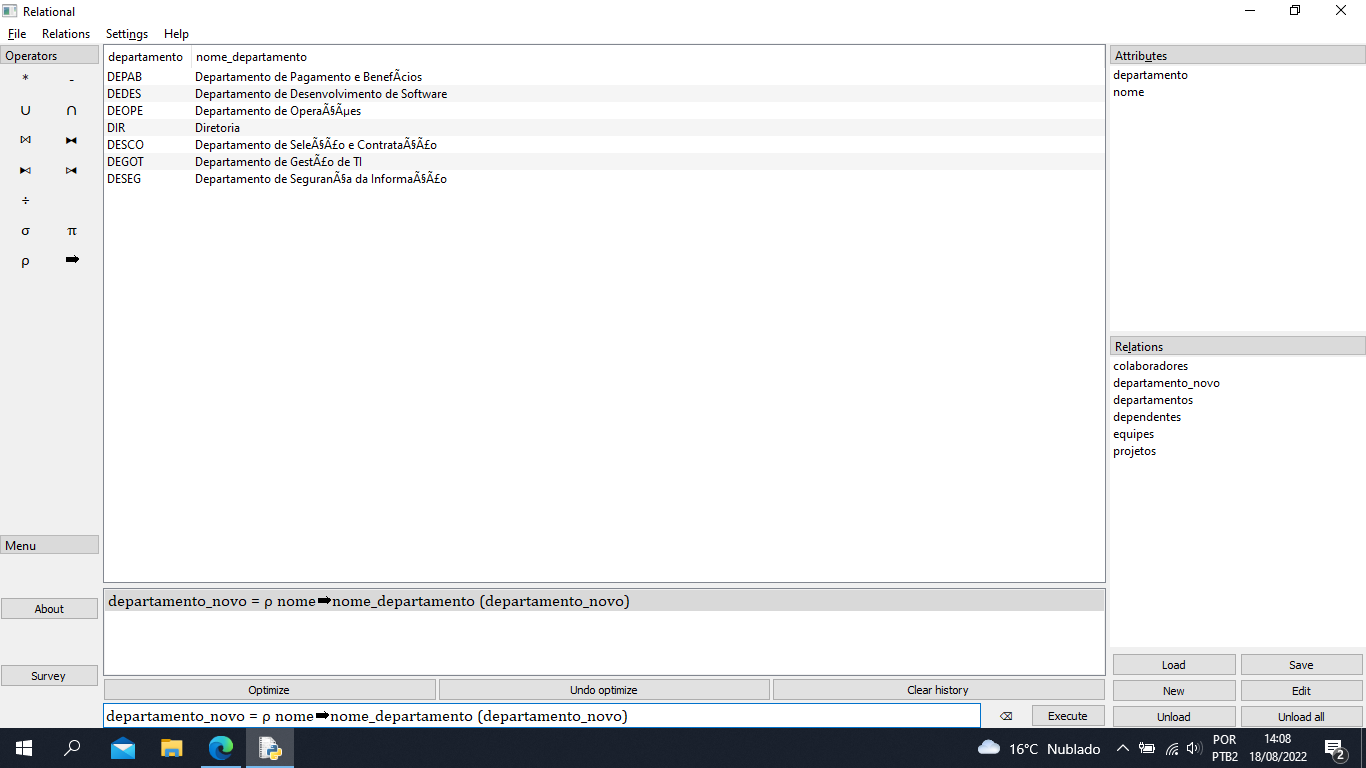 Relational
File Relations Settings Help
Operators
* -
∪ ∩
⋈ ⧓
⧑ ⧒
÷
σ π
ρ ➡
Menu
About
Survey
departamento nome_departamento
DEPAB Departamento de Pagamento e BenefÃ­cios
DEDES Departamento de Desenvolvimento de Software
DEOPE Departamento de OperaÃ§Ãµes
DIR Diretoria
DESCO Departamento de SeleÃ§Ã£o e ContrataÃ§Ã£o
DEGOT Departamento de GestÃ£o de TI
DESEG Departamento de SeguranÃ§a da InformaÃ§Ã£o
departamento_novo = ρ nome➡nome_departamento (departamento_novo)
Optimize Undo optimize Clear history
departamento_novo = ρ nome➡nome_departamento (departamento_novo)
⌫ Execute
Attributes
departamento
nome
Relations
colaboradores
departamento_novo
departamentos
dependentes
equipes
projetos
Load Save
New Edit
Unload Unload all
16°C Nublado
POR
PTB2
14:08
18/08/2022
2